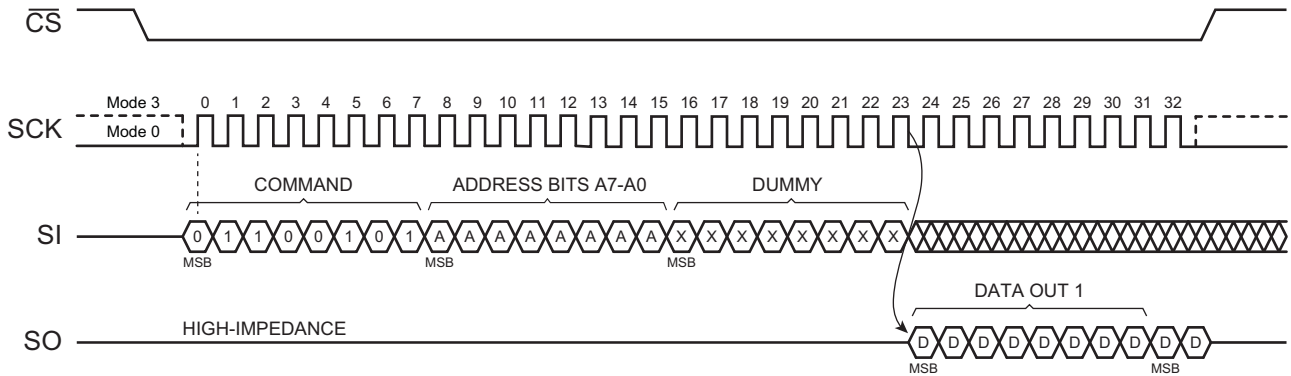 CS
Mode 3 0 1 2 3 4 5 6 7 8 9 10 11 12 13 14 15 16 17 18 19 20 21 22 23 24 25 26 27 28 29 30 31 32
SCK Mode 0
COMMAND ADDRESS BITS A7-A0 DUMMY
SI 0 1 1 0 0 1 0 1 A A A A A A A A X X X X X X X X
MSB MSB MSB
DATA OUT 1
HIGH-IMPEDANCE
SO D D D D D D D D D D
MSB MSB